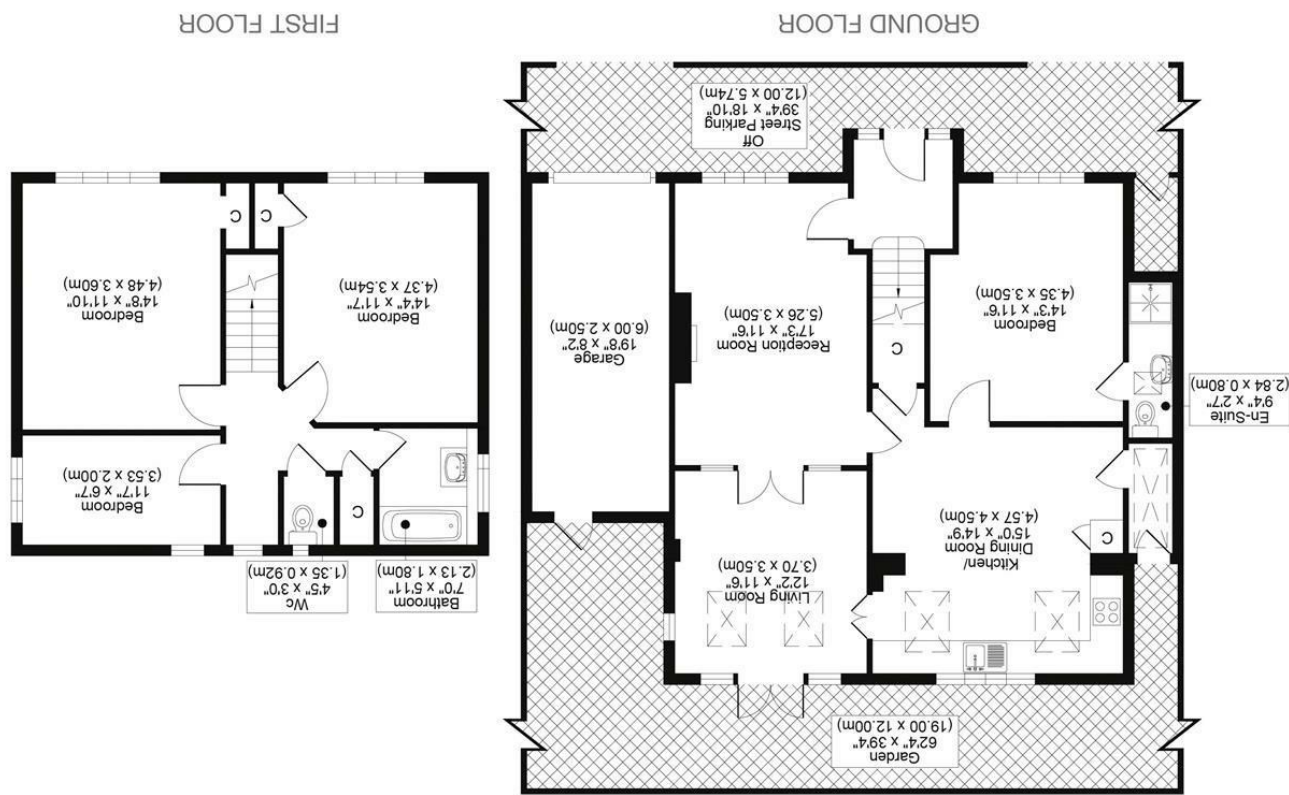 Garden
62'4" x 39'4"
(19.00 x 12.00m)
Living Room
12'2" x 11'6"
(3.70 x 3.50m)
Kitchen/
Dining Room
15'0" x 14'9"
(4.57 x 4.50m)
C
En-Suite
9'4" x 2'7"
(2.84 x 0.80m)
Bedroom
14'3" x 11'6"
(4.35 x 3.50m)
C
Reception Room
17'3" x 11'6"
(5.26 x 3.50m)
Garage
19'8" x 8'2"
(6.00 x 2.50m)
Off
Street Parking
39'4" x 18'10"
(12.00 x 5.74m)
GROUND FLOOR
Bathroom
7'0" x 5'11"
(2.13 x 1.80m)
Wc
4'5" x 3'0"
(1.35 x 0.92m)
C
Bedroom
11'7" x 6'7"
(3.53 x 2.00m)
Bedroom
14'4" x 11'7"
(4.37 x 3.54m)
Bedroom
14'8" x 11'10"
(4.48 x 3.60m)
C
C
FIRST FLOOR